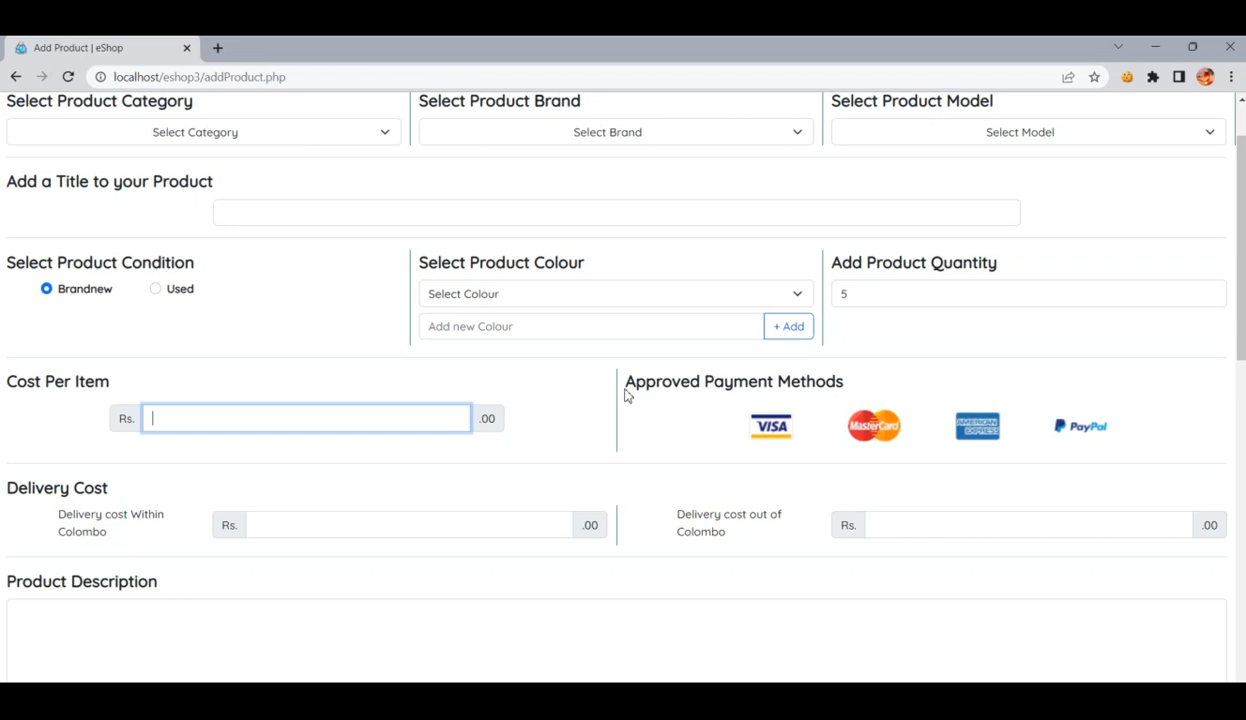 Add Product | eShop
localhost/eshop3/addProduct.php
Select Product Category
Select Product Brand
Select Product Model
Select Category
Select Brand
Select Model
Add a Title to your Product
Select Product Condition
Select Product Colour
Add Product Quantity
Brandnew
Used
Select Colour
5
Add new Colour
+ Add
Cost Per Item
Approved Payment Methods
Rs.
.00
VISA
MasterCard
AMERICAN EXPRESS
PayPal
Delivery Cost
Delivery cost Within
Colombo
Rs.
.00
Delivery cost out of
Colombo
Rs.
.00
Product Description